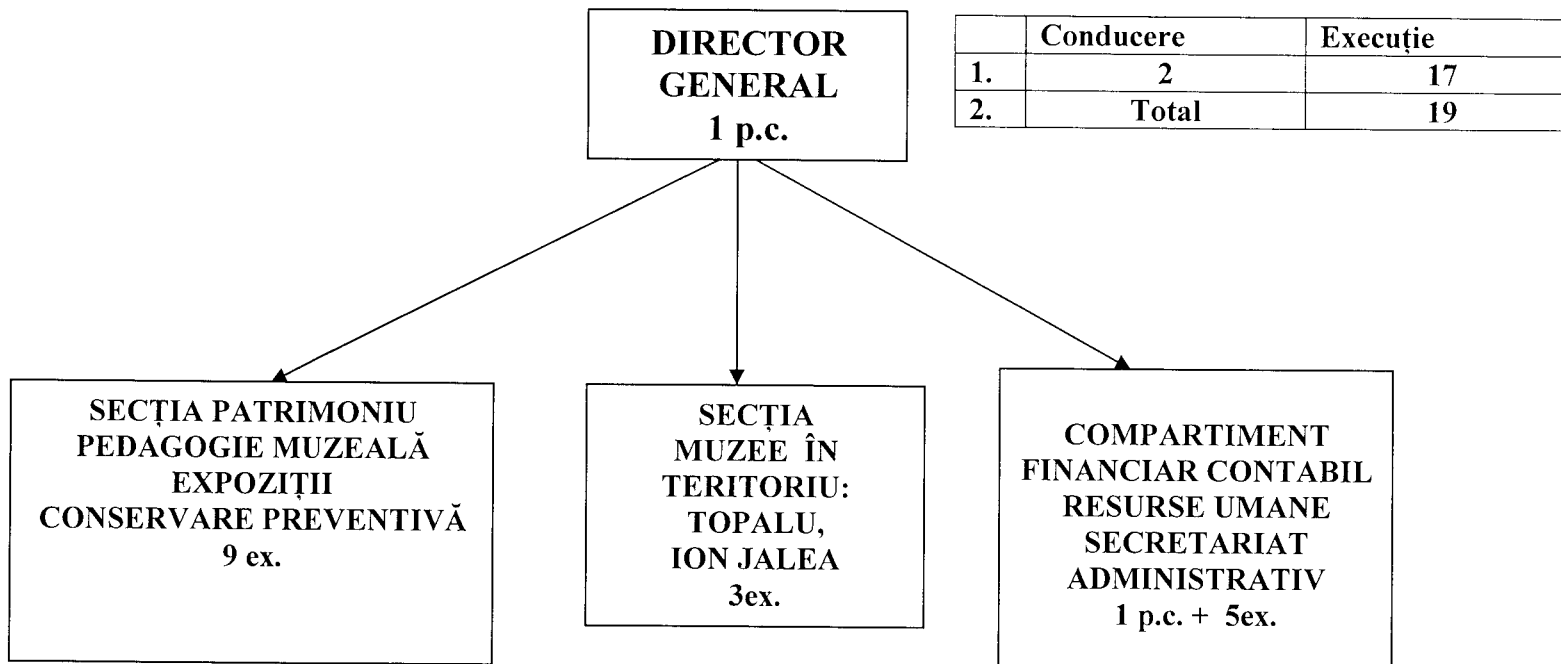 DIRECTOR
GENERAL
1 p.c.
Conducere Execuție
1. 2 17
2. Total 19
SECȚIA PATRIMONIU
PEDAGOGIE MUZEALĂ
EXPOZIȚII
CONSERVARE PREVENTIVĂ
9 ex.
SECȚIA
MUZEE ÎN
TERITORIU:
TOPALU,
ION JALEA
3ex.
COMPARTIMENT
FINANCIAR CONTABIL
RESURSE UMANE
SECRETARIAT
ADMINISTRATIV
1 p.c. + 5ex.